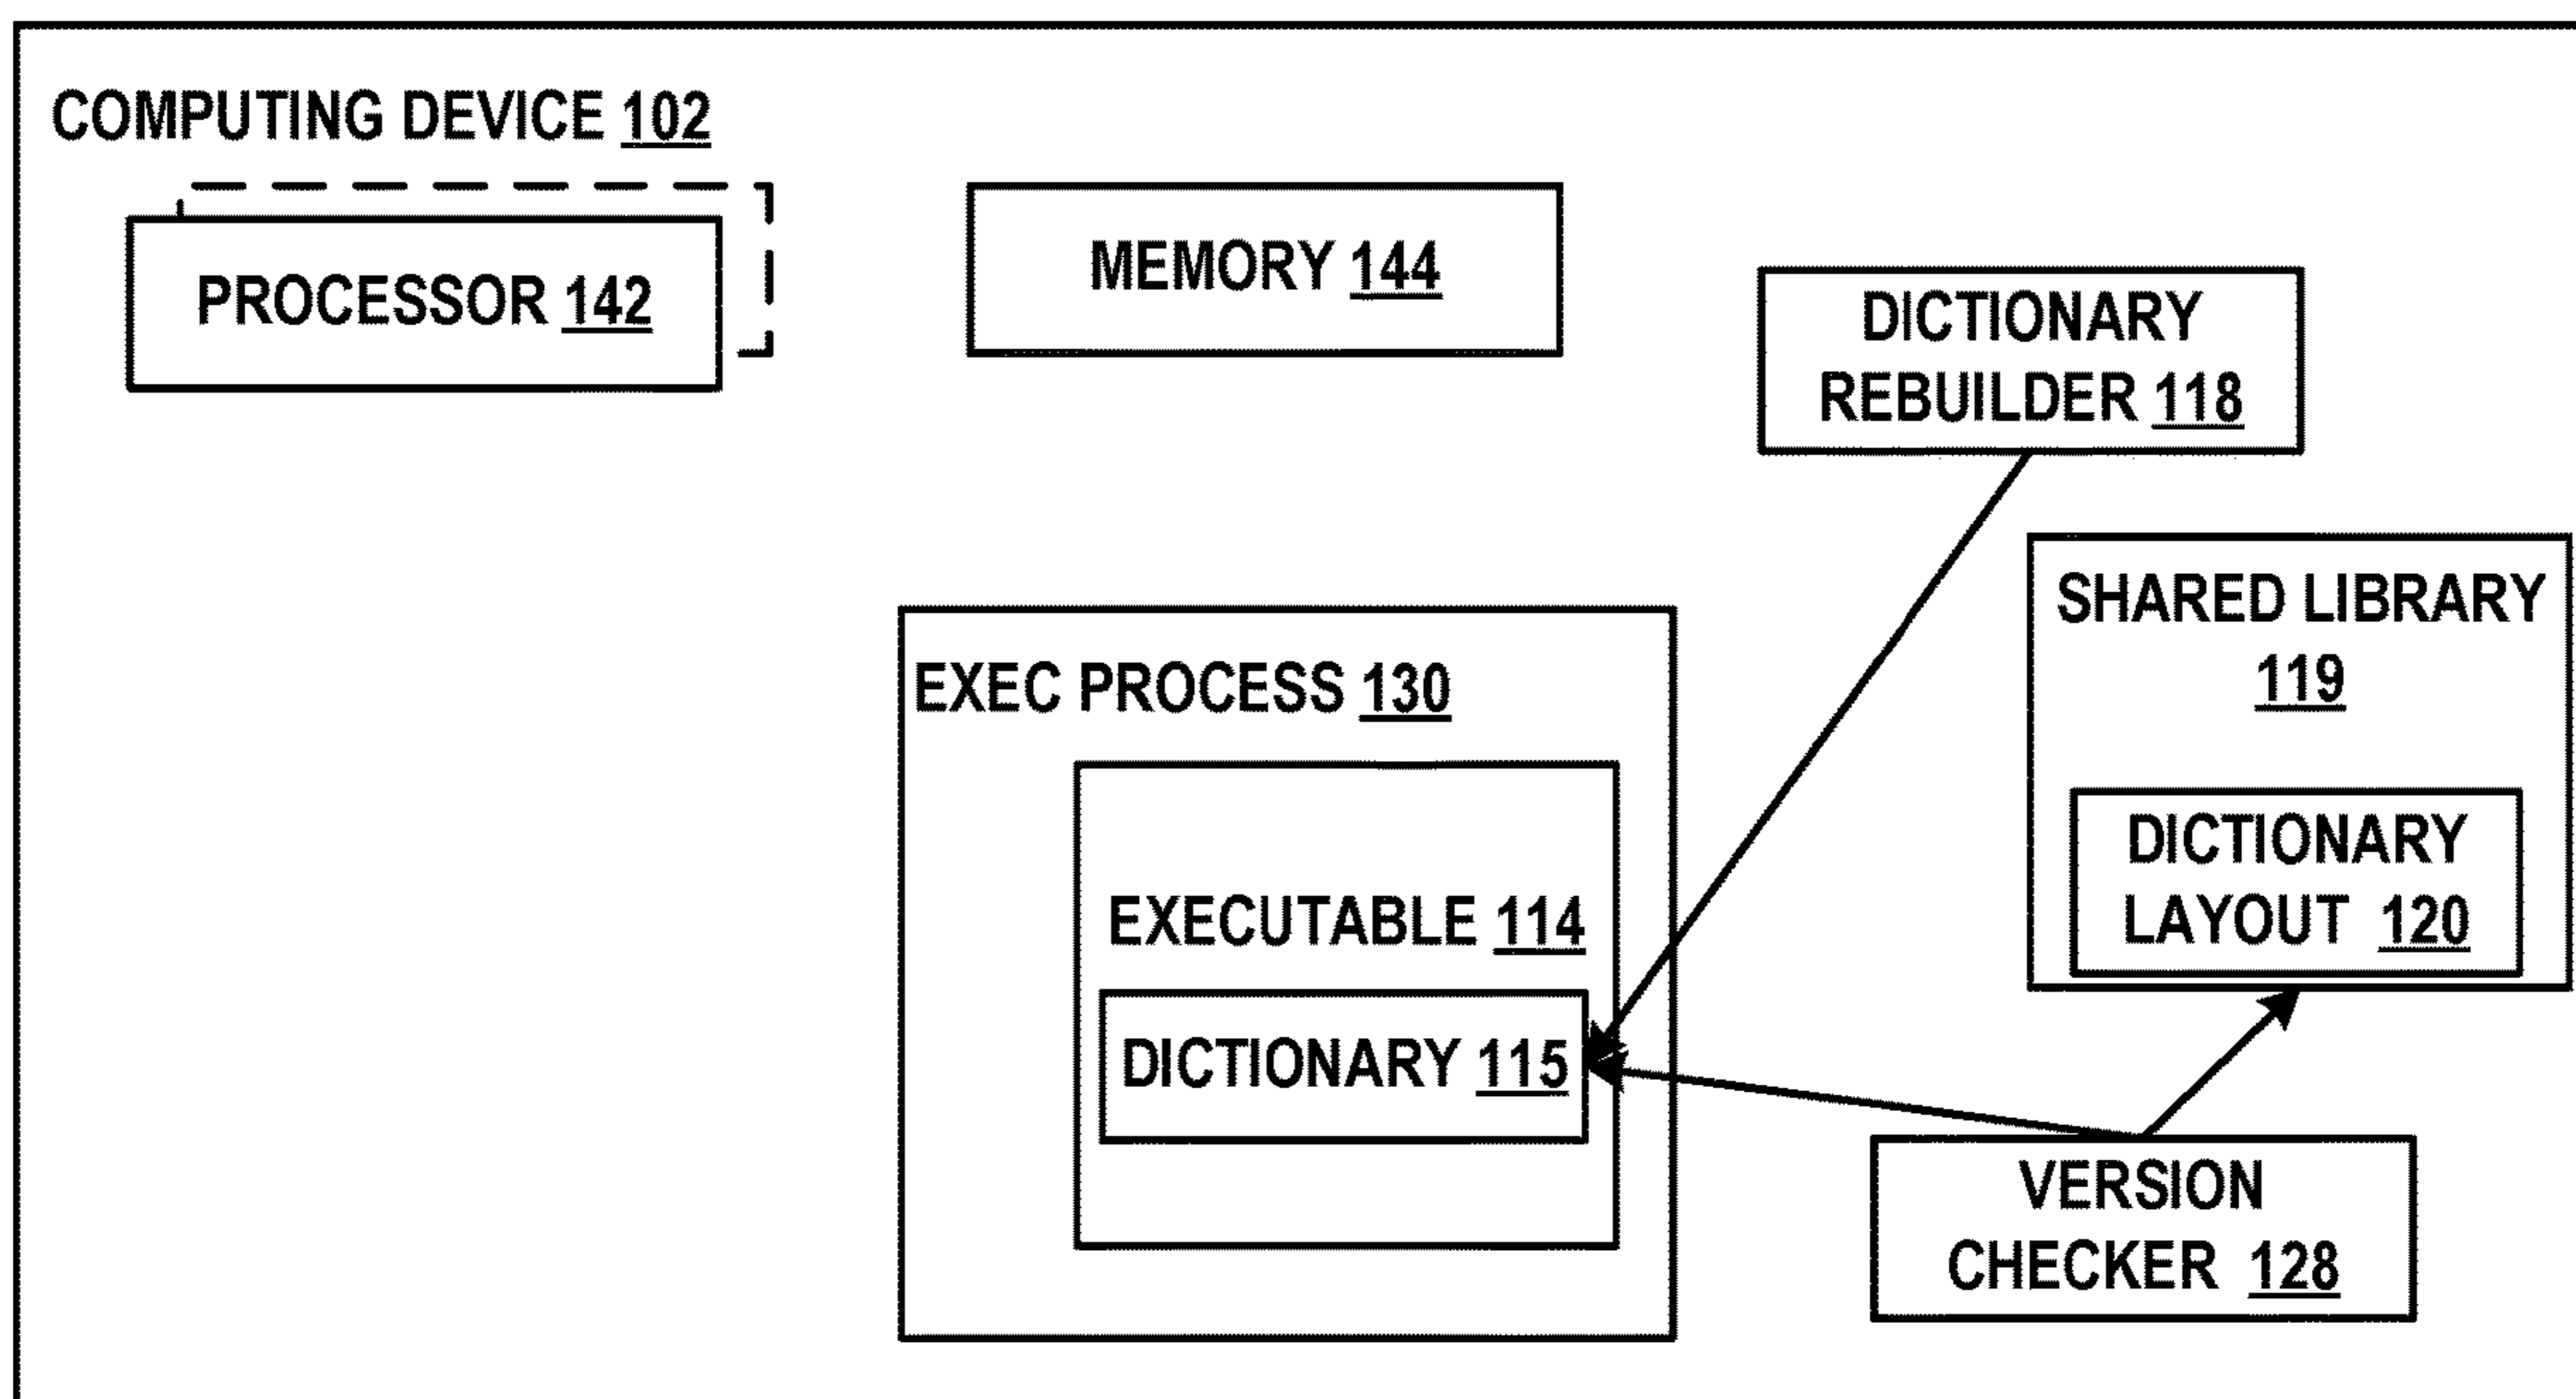 COMPUTING DEVICE 102
PROCESSOR 142
MEMORY 144
DICTIONARY
REBUILDER 118
SHARED LIBRARY
119
DICTIONARY
LAYOUT 120
EXEC PROCESS 130
EXECUTABLE 114
DICTIONARY 115
VERSION
CHECKER 128